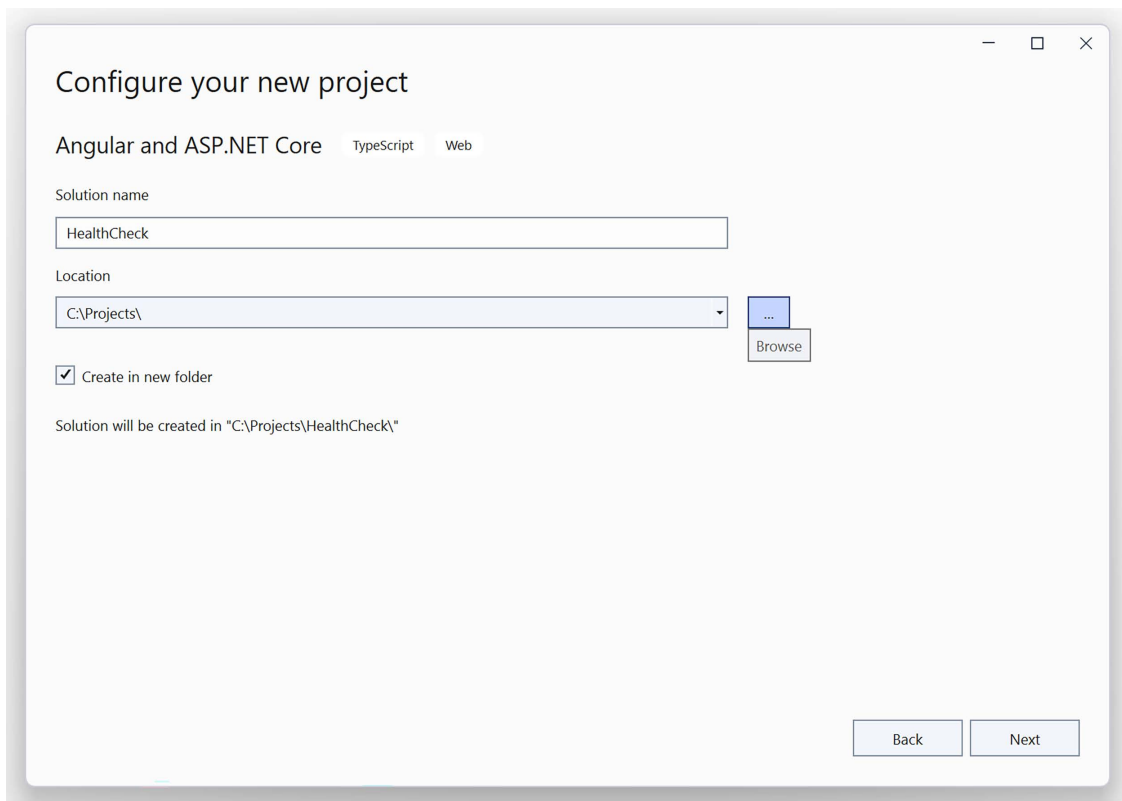 Configure your new project
Angular and ASP.NET Core TypeScript Web
Solution name
HealthCheck
Location
C:\Projects\
...
Browse
Create in new folder
Solution will be created in "C:\Projects\HealthCheck\"
Back Next